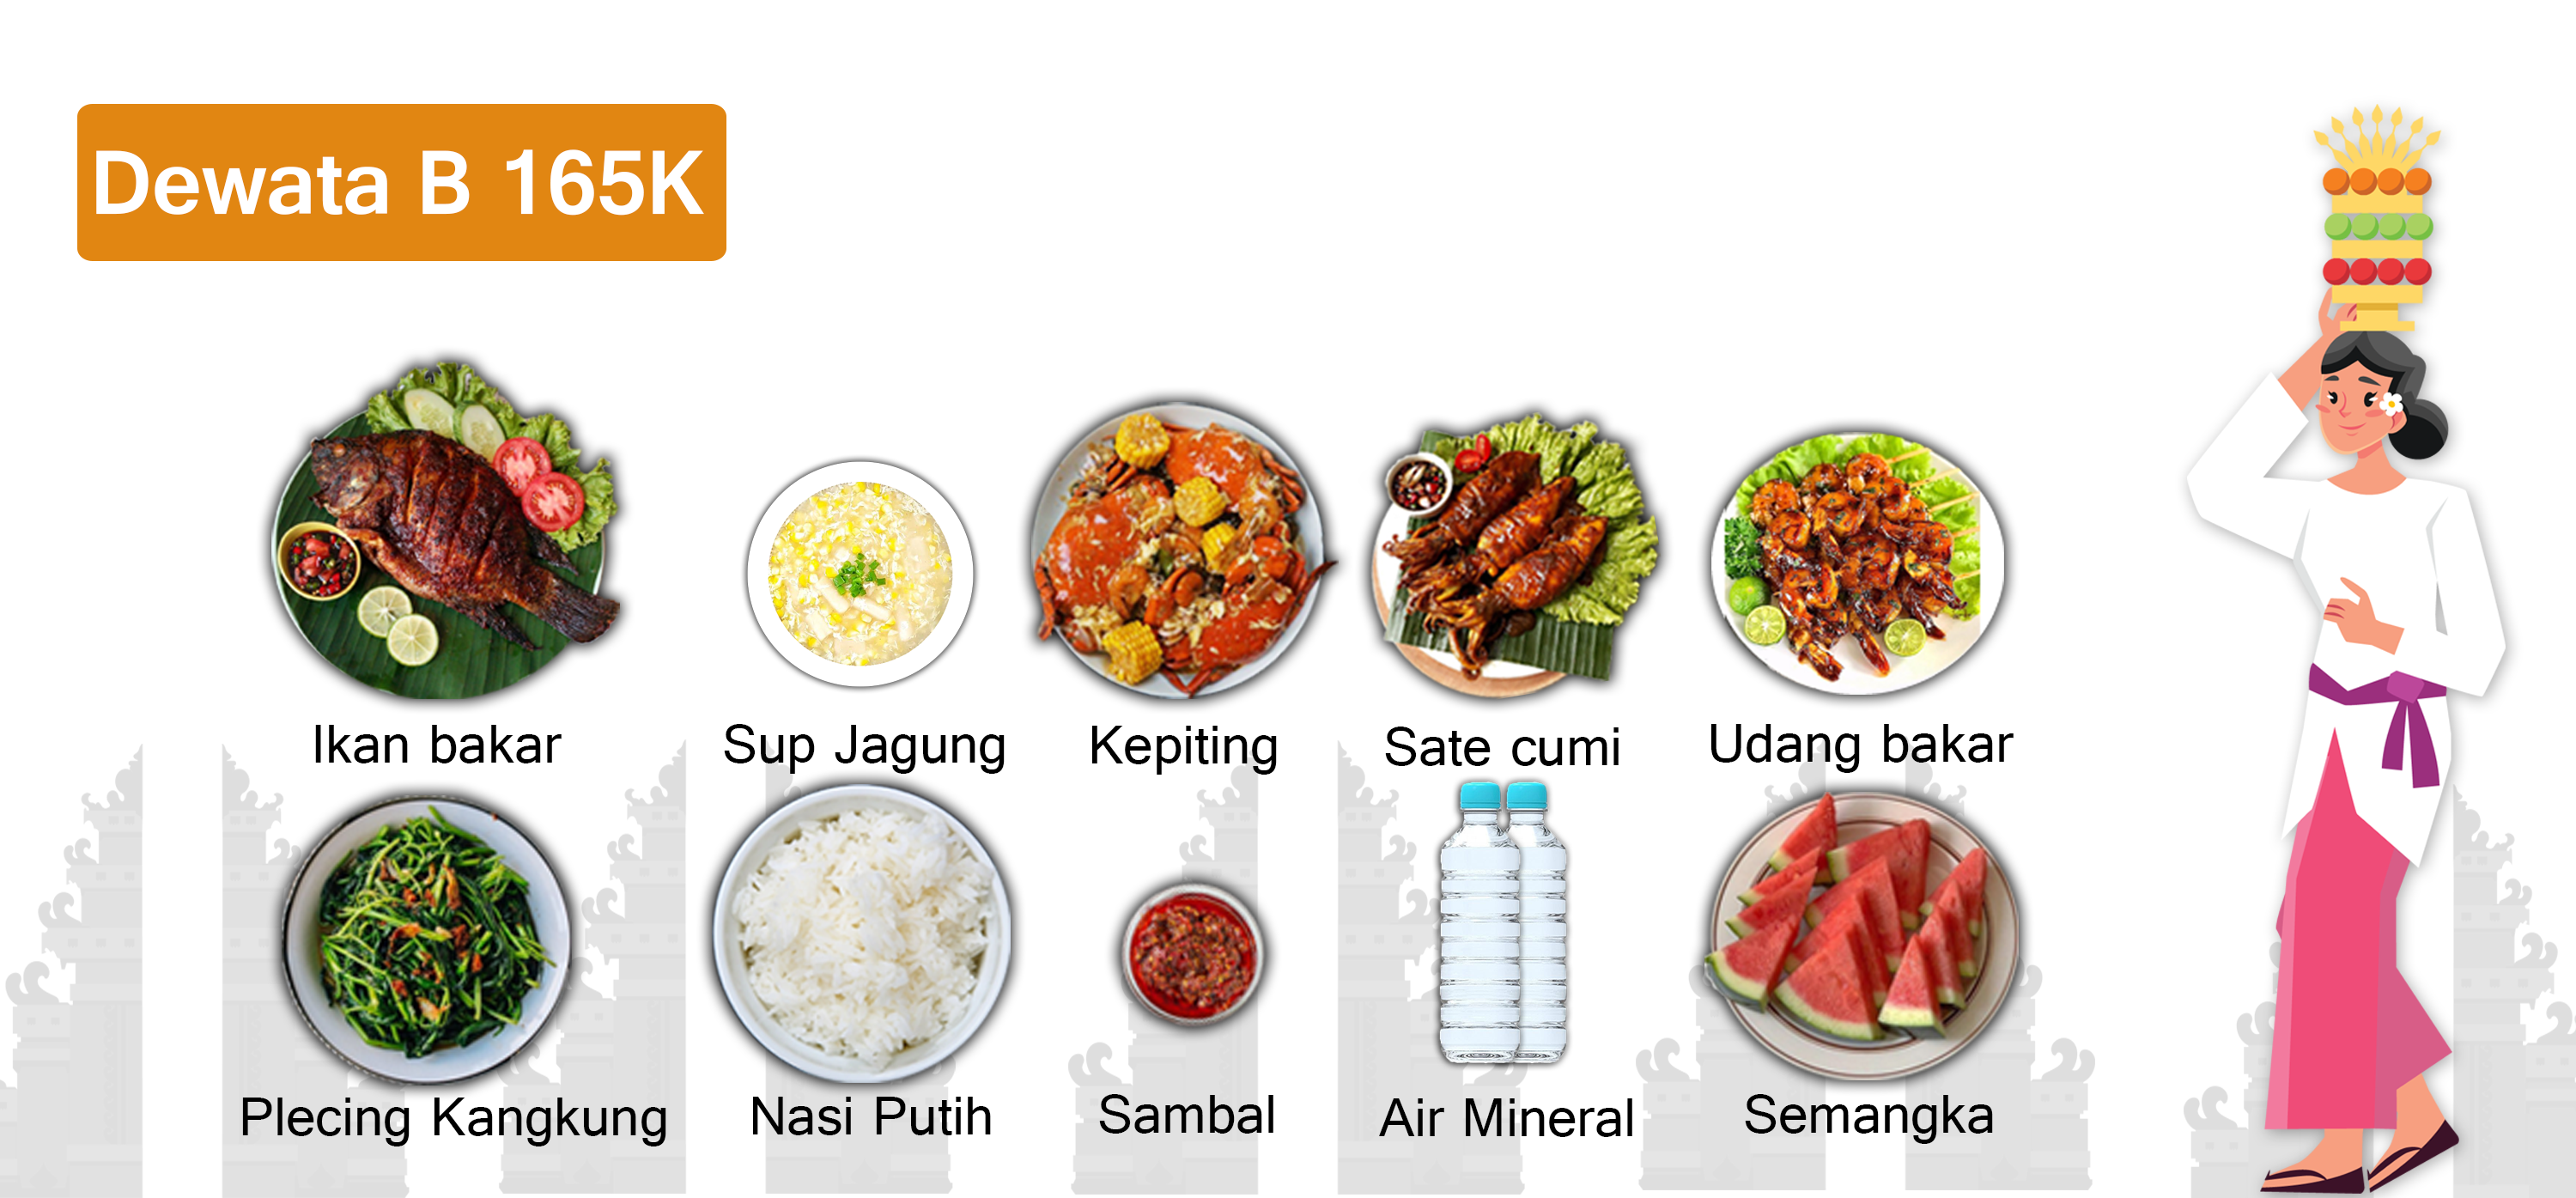 Dewata B 165K
Ikan bakar
Sup Jagung
Kepiting
Sate cumi
Udang bakar
Plecing Kangkung
Nasi Putih
Sambal
Air Mineral
Semangka